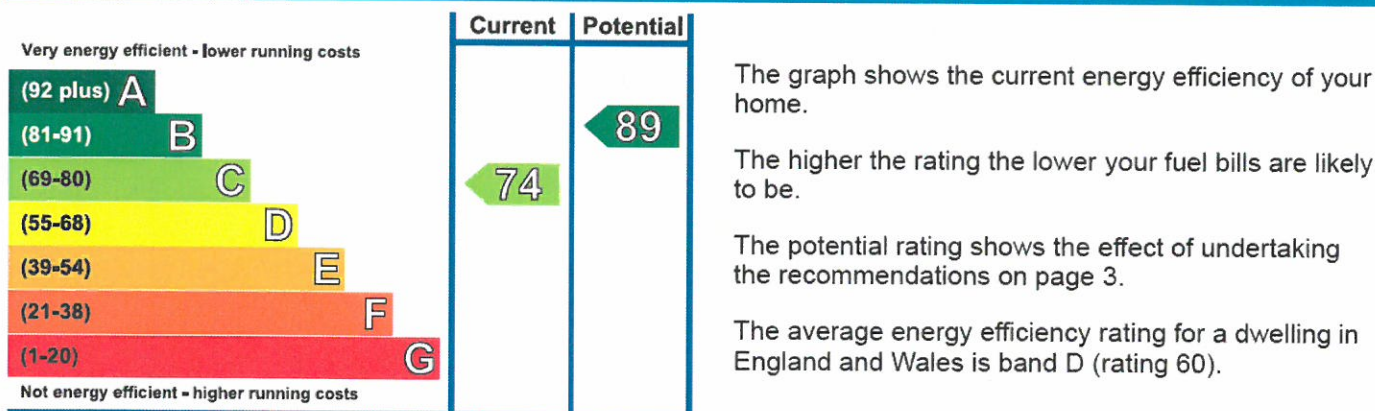 Current Potential
Very energy efficient - lower running costs
(92 plus) A
(81-91) B
89
(69-80) C
74
(55-68) D
(39-54) E
(21-38) F
(1-20) G
Not energy efficient - higher running costs
The graph shows the current energy efficiency of your
home.
The higher the rating the lower your fuel bills are likely
to be.
The potential rating shows the effect of undertaking
the recommendations on page 3.
The average energy efficiency rating for a dwelling in
England and Wales is band D (rating 60).